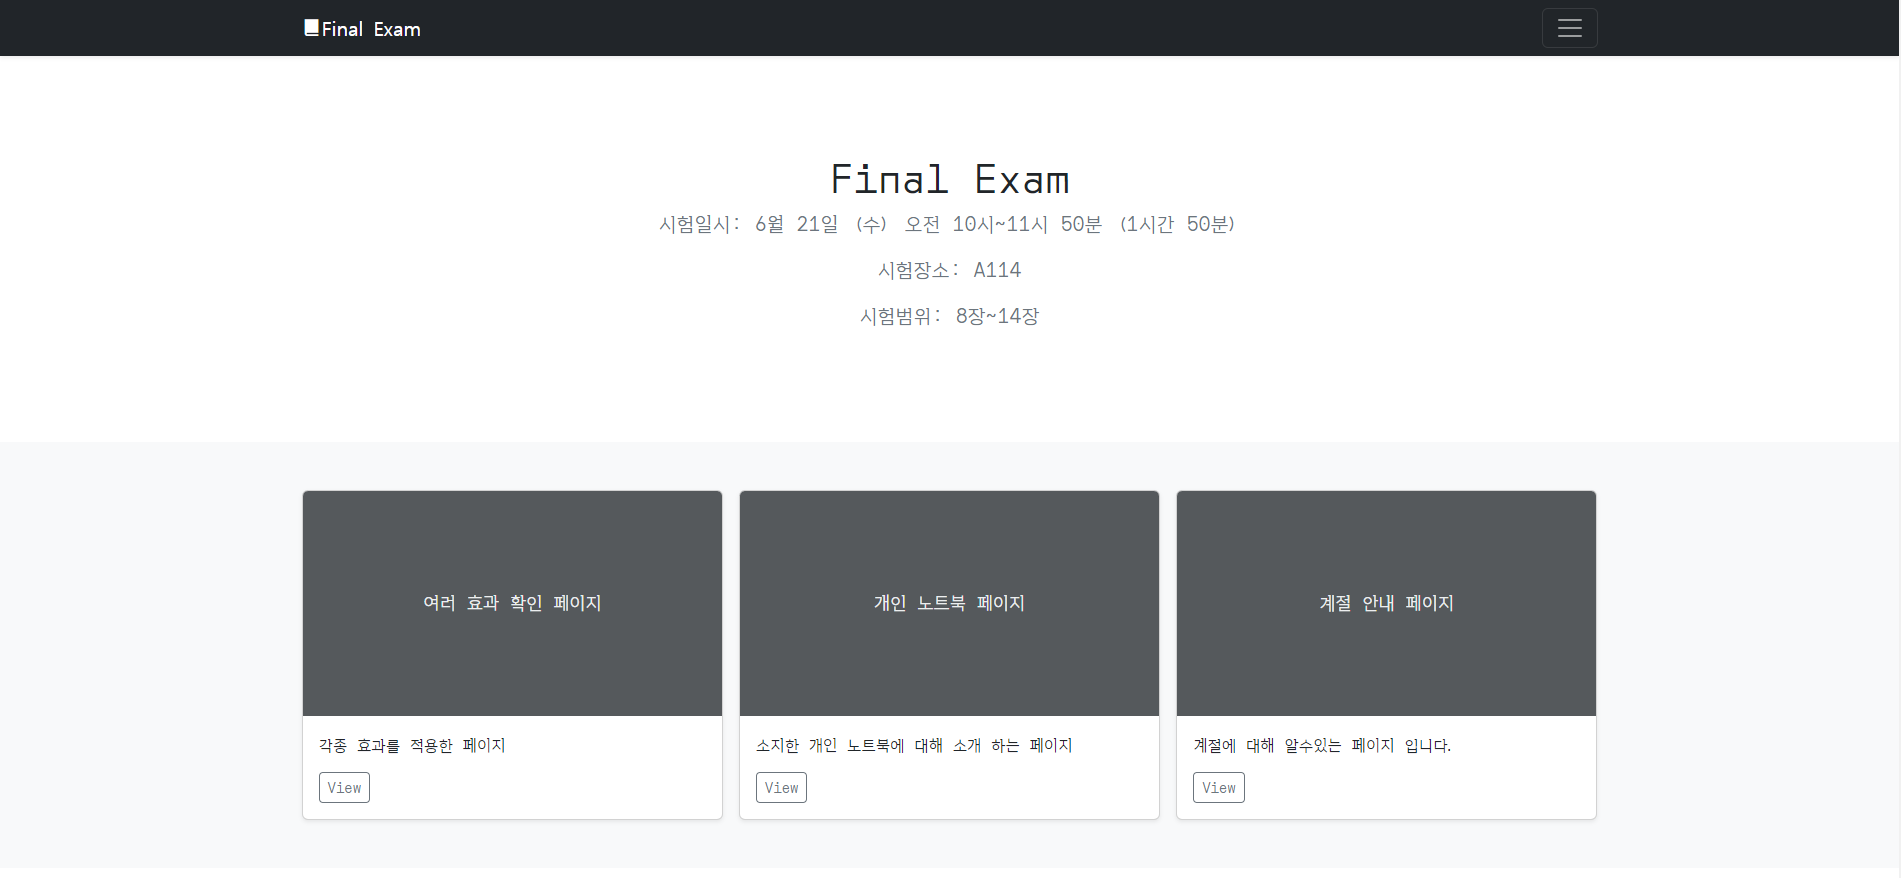 Final Exam
Final Exam
시험일시: 6월 21일 (수) 오전 10시~11시 50분 (1시간 50분)
시험장소: A114
시험범위: 8장~14장
여러 효과 확인 페이지
개인 노트북 페이지
계절 안내 페이지
각종 효과를 적용한 페이지
소지한 개인 노트북에 대해 소개 하는 페이지
계절에 대해 알수있는 페이지 입니다.
View
View
View